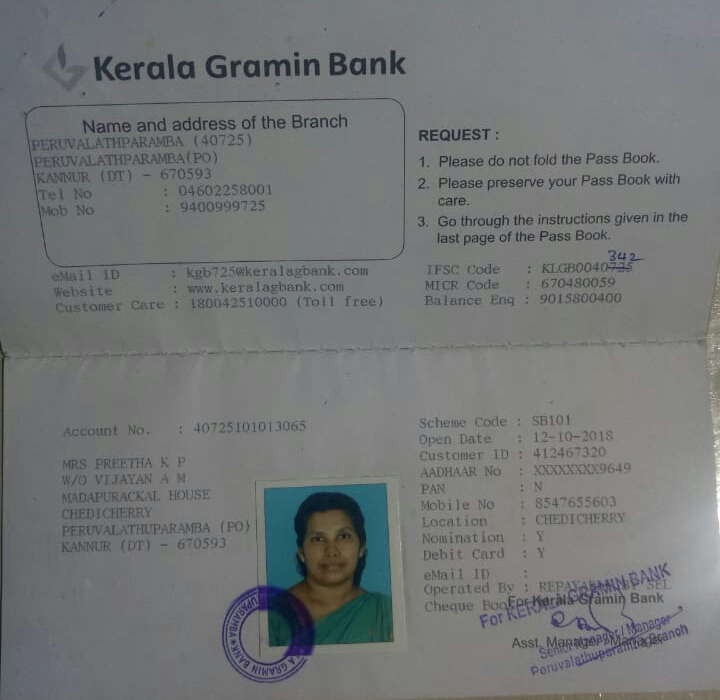 Kerala Gramin Bank
Name and address of the Branch
PERUVALATHPARAMBA (40725)
PERUVALATHPARAMBA(PO)
KANNUR (DT) - 670593
Tel No : 04602258001
Mob No : 9400999725
eMail ID : kgb725@keralagbank.com
Website : www.keralagbank.com
Customer Care : 180042510000 (Toll free)
REQUEST :
1. Please do not fold the Pass Book.
2. Please preserve your Pass Book with
care.
3. Go through the instructions given in the
last page of the Pass Book.
342
IFSC Code : KLGB0040725
MICR Code : 670480059
Balance Enq : 9015800400
Account No. : 40725101013065
MRS PREETHA K P
W/O VIJAYAN A M
MADAPURACKAL HOUSE
CHEDICHERRY
PERUVALATHUPARAMBA (PO)
KANNUR (DT) - 670593
Scheme Code : SB101
Open Date : 12-10-2018
Customer ID : 412467320
AADHAAR No : XXXXXXXX9649
PAN : N
Mobile No : 8547655603
Location : CHEDICHERRY
Nomination : Y
Debit Card : Y
eMail ID :
Operated By : SELF
Cheque Book
For Kerala Gramin Bank
For KERALA GRAMIN BANK
Asst. Manager / Manager
Senior Manager / Manager
Peruvalathuparamba Branch
GRAMIN BANK